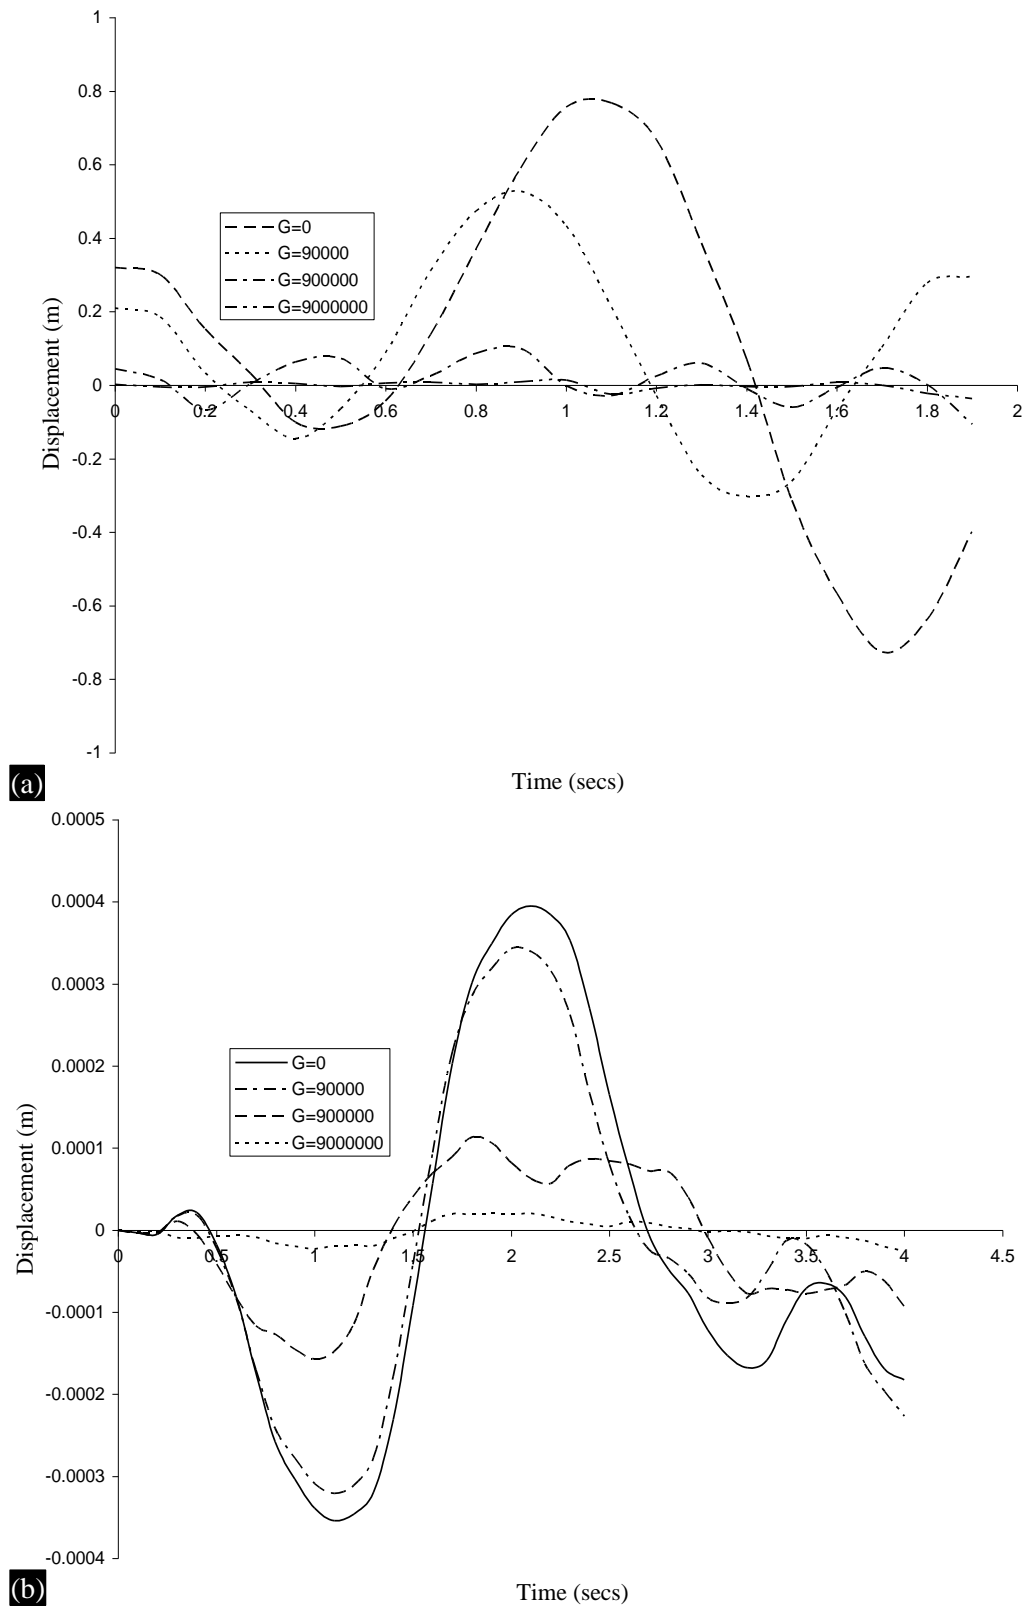 1
0.8
0.6
0.4
0.2
0
-0.2
-0.4
-0.6
-0.8
-1
0 0.2 0.4 0.6 0.8 1 1.2 1.4 1.6 1.8 2
G=0
G=90000
G=900000
G=9000000
Displacement (m)
Time (secs)
(a)
0.0005
0.0004
0.0003
0.0002
0.0001
0
-0.0001
-0.0002
-0.0003
-0.0004
0 0.5 1 1.5 2 2.5 3 3.5 4 4.5
G=0
G=90000
G=900000
G=9000000
Displacement (m)
Time (secs)
(b)